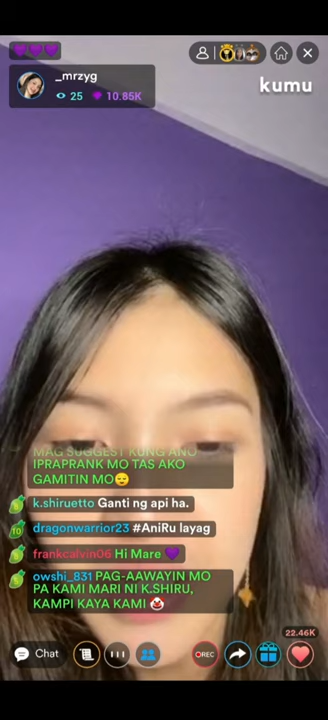 _mrzyg
25 10.85K
kumu
MAG SUGGEST KUNG ANO
IPRAPRANK MO TAS AKO
GAMITIN MO😔
k.shiruetto Ganti ng api ha.
dragonwarrior23 #AniRu layag
frankcalvin06 Hi Mare 💜
owshi_831 PAG-AAWAYIN MO
PA KAMI MARI NI K.SHIRU,
KAMPI KAYA KAMI 🤡
22.46K
Chat
REC